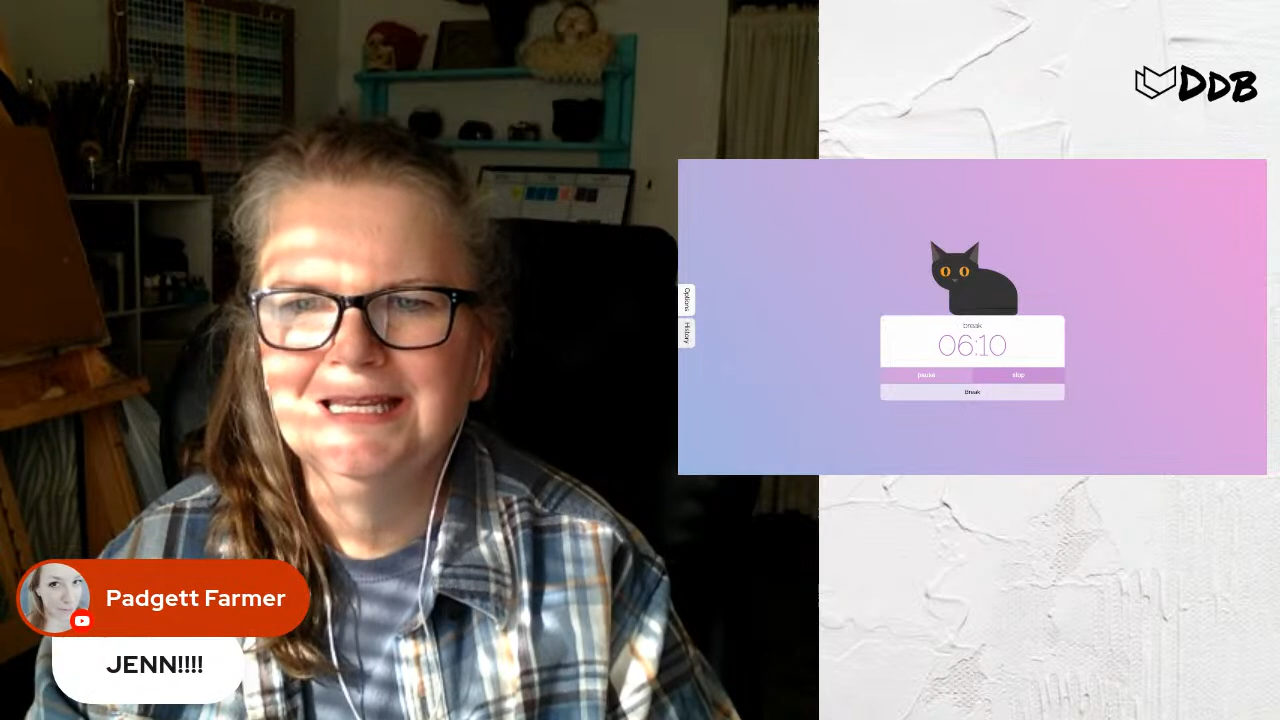 DDB
Options
History
break
06:10
pause
stop
Break
Padgett Farmer
JENN!!!!